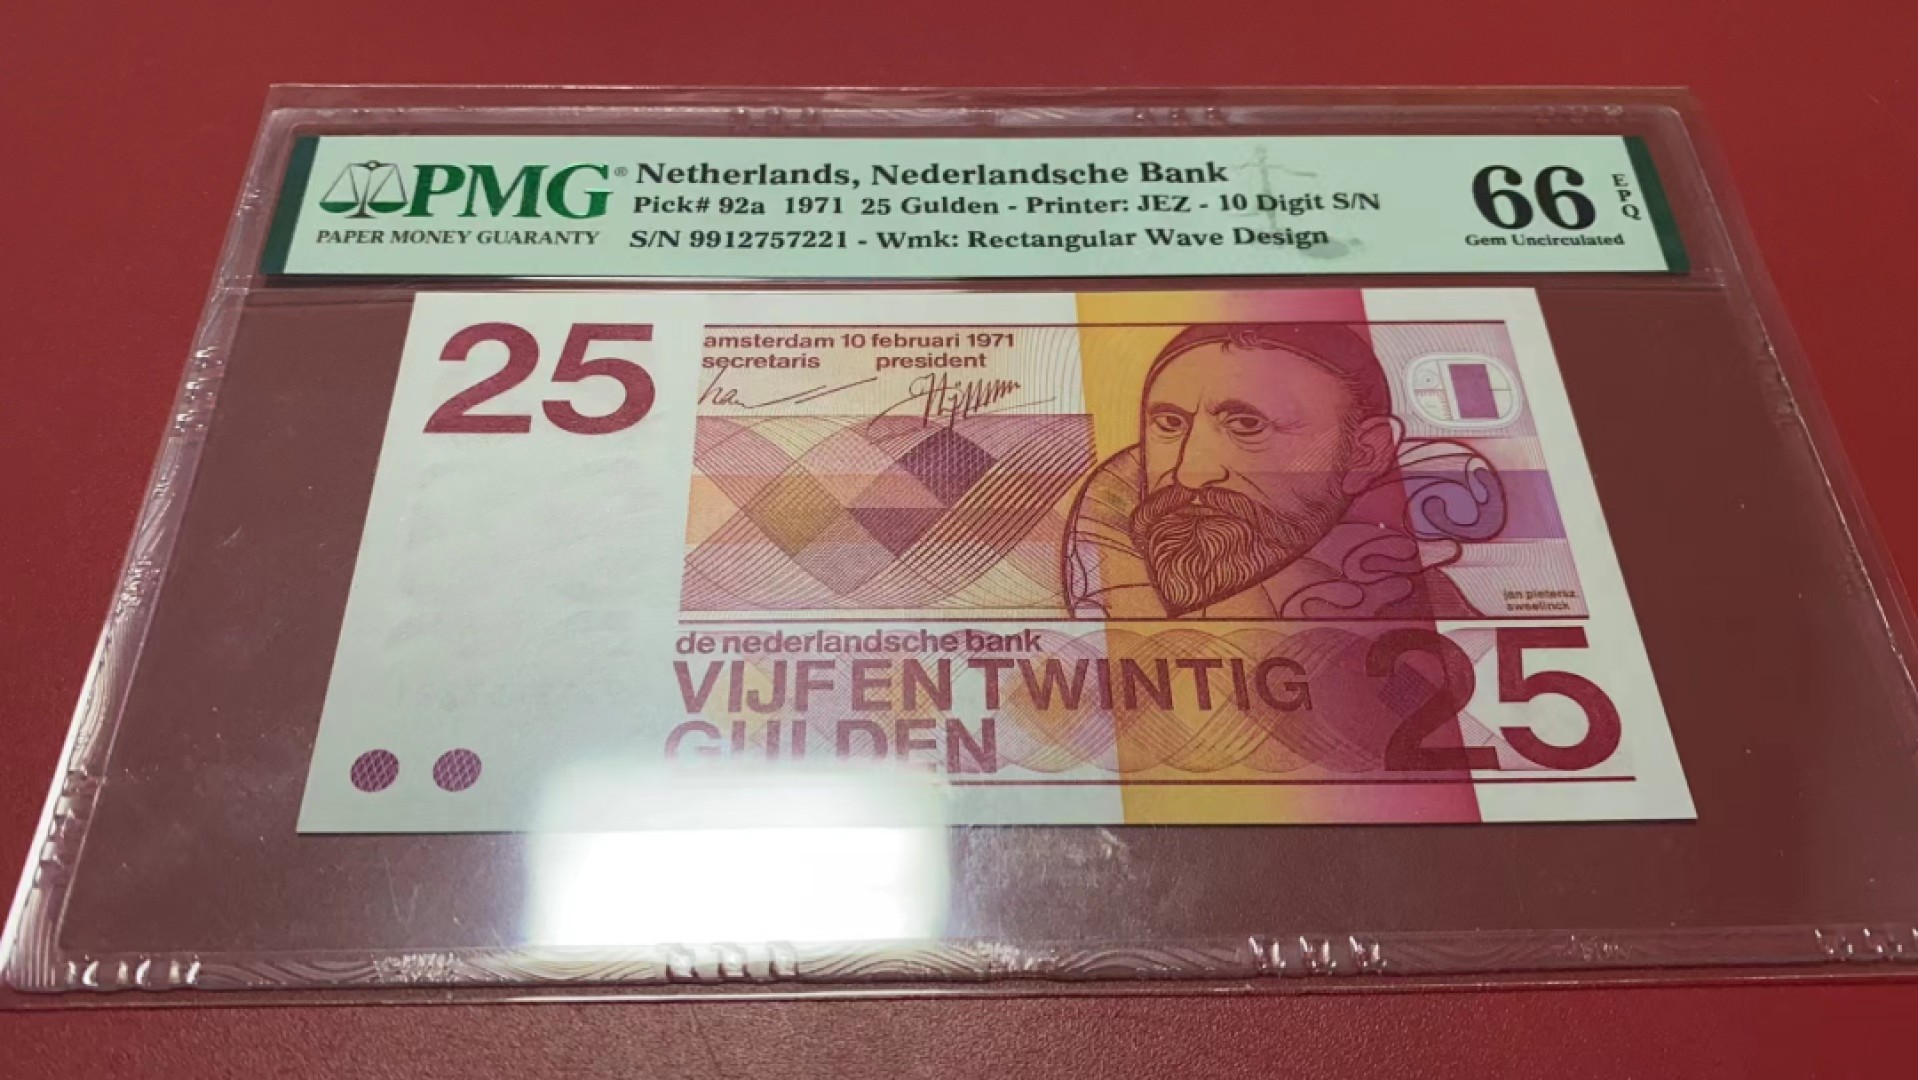 PMG®
PAPER MONEY GUARANTY
Netherlands, Nederlandsche Bank
Pick# 92a 1971 25 Gulden - Printer: JEZ - 10 Digit S/N
S/N 9912757221 - Wmk: Rectangular Wave Design
66
EPQ
Gem Uncirculated
25
amsterdam 10 februari 1971
secretaris president
jan pietersz.
sweelinck
de nederlandsche bank
VIJFENTWINTIG
GULDEN
25